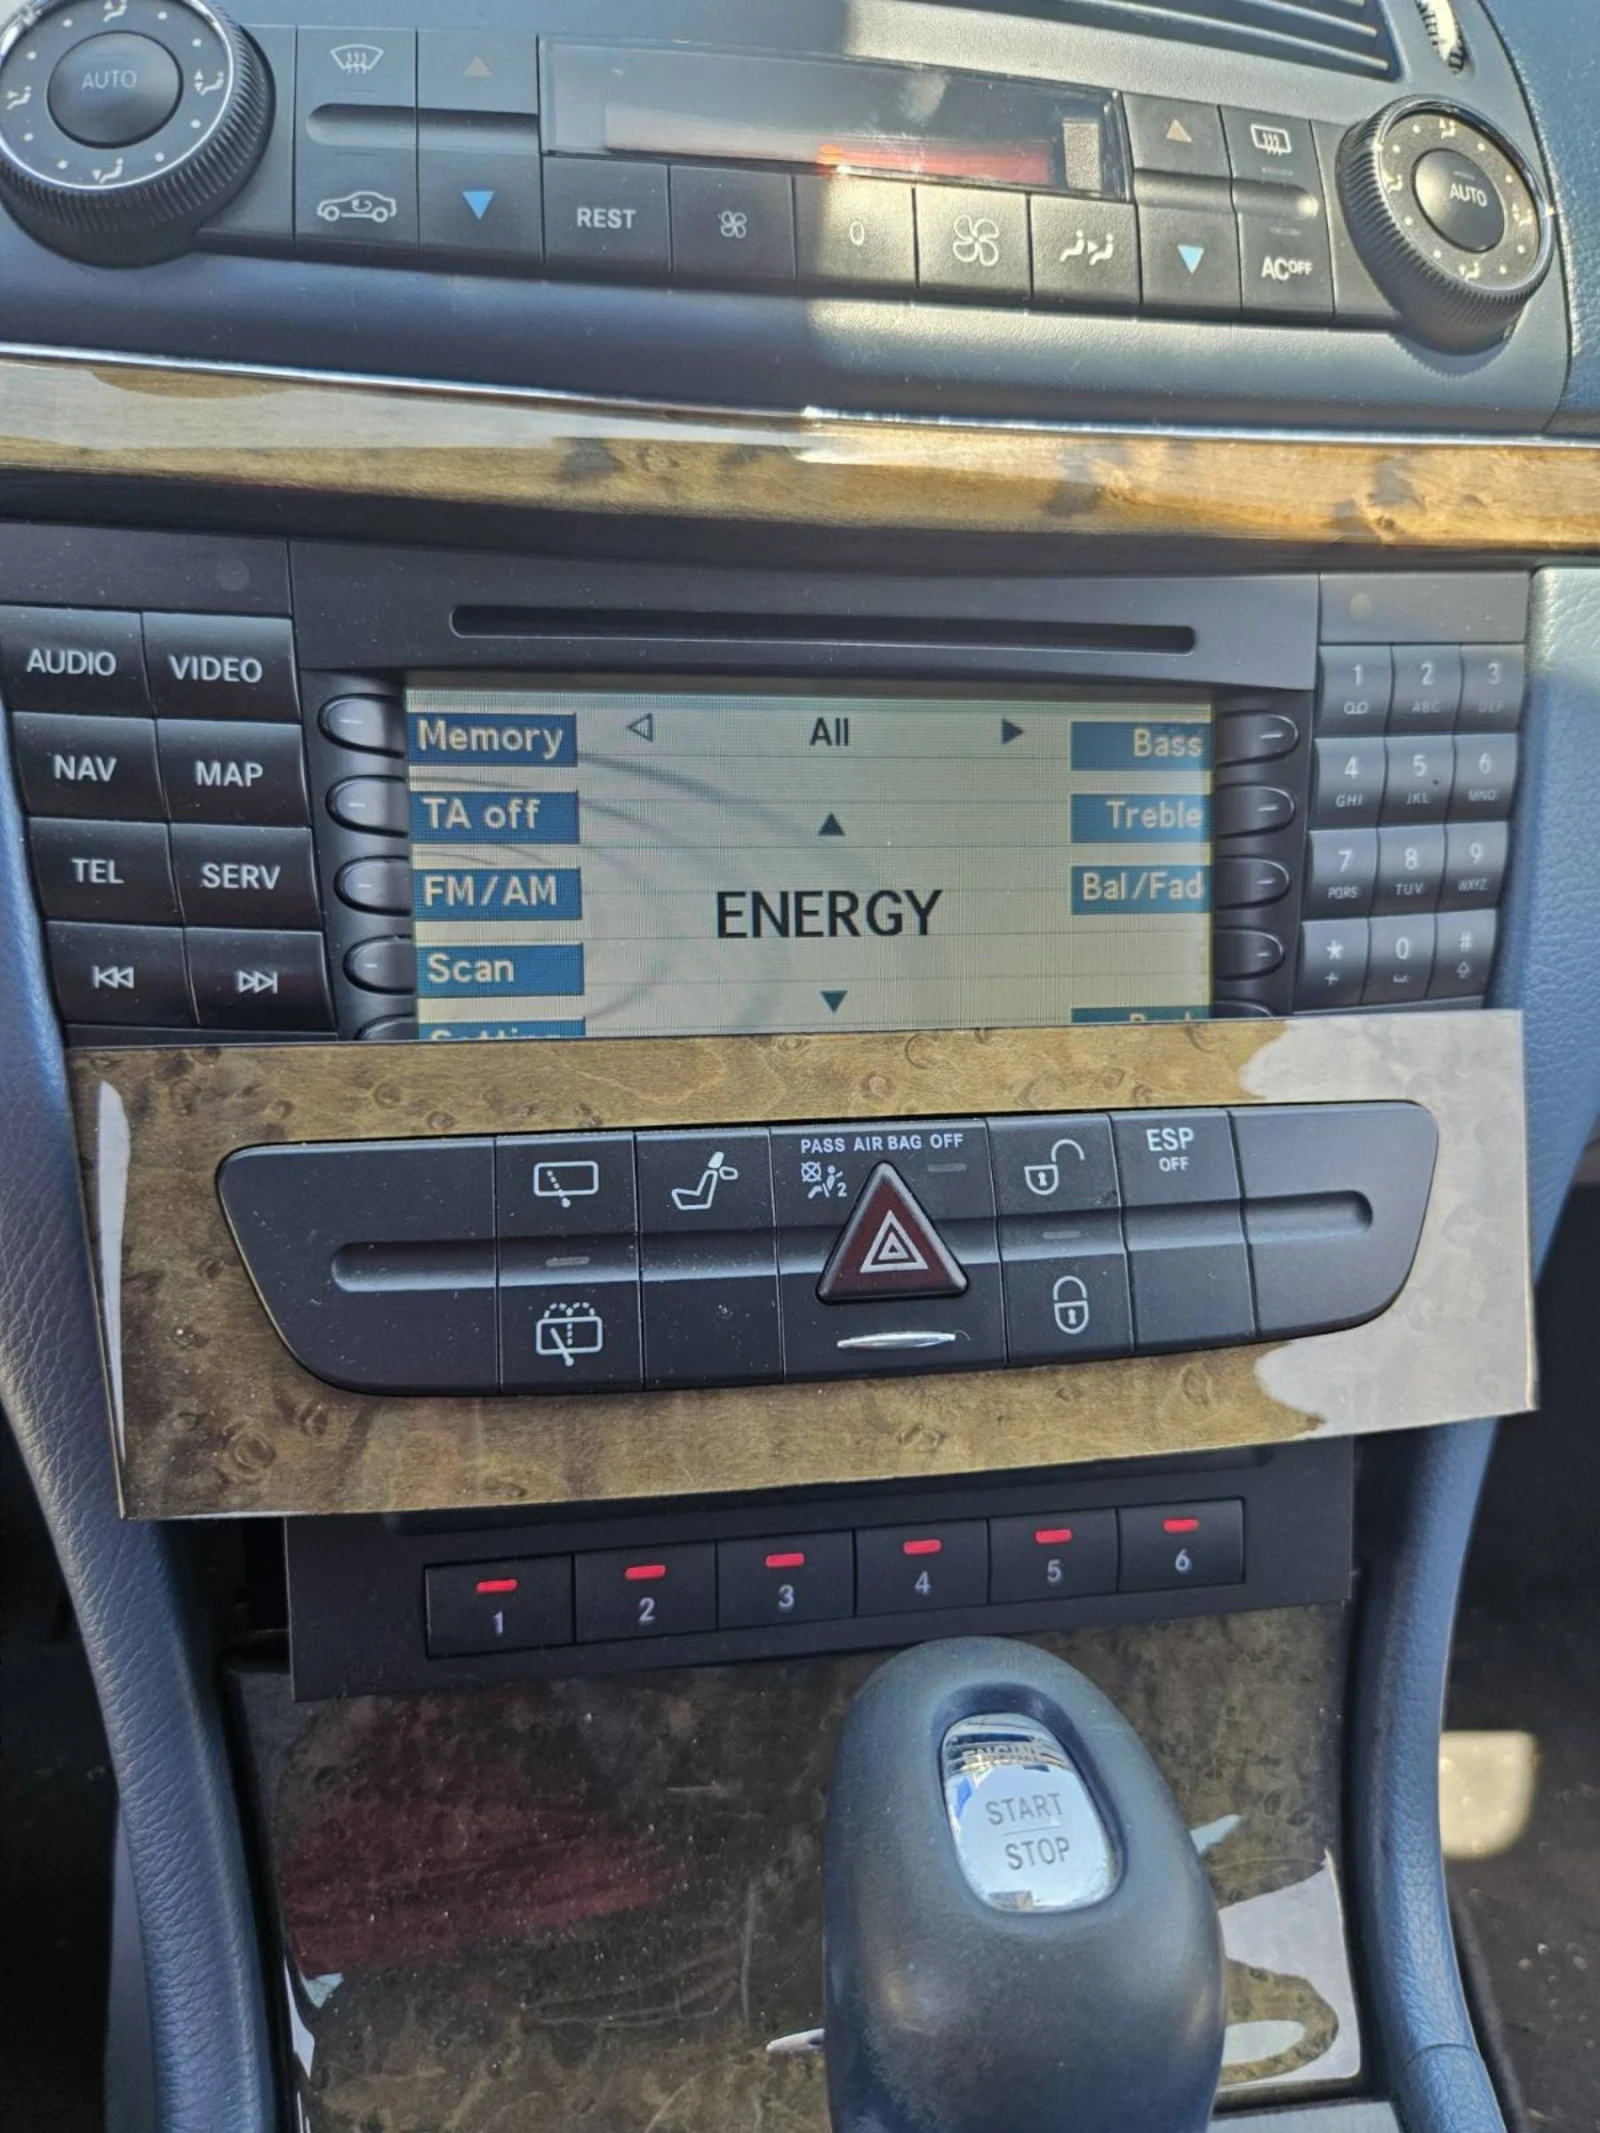 AUTO
REST
0
AC OFF
AUTO
AUDIO
VIDEO
NAV
MAP
TEL
SERV
Memory
All
Bass
TA off
Treble
FM/AM
ENERGY
Bal/Fad
Scan
1
2 ABC
3 DEF
4 GHI
5 JKL
6 MNO
7 PQRS
8 TUV
9 WXYZ
* +
0
#
PASS AIR BAG OFF
2
ESP
OFF
1
2
3
4
5
6
ENGINE
START
STOP